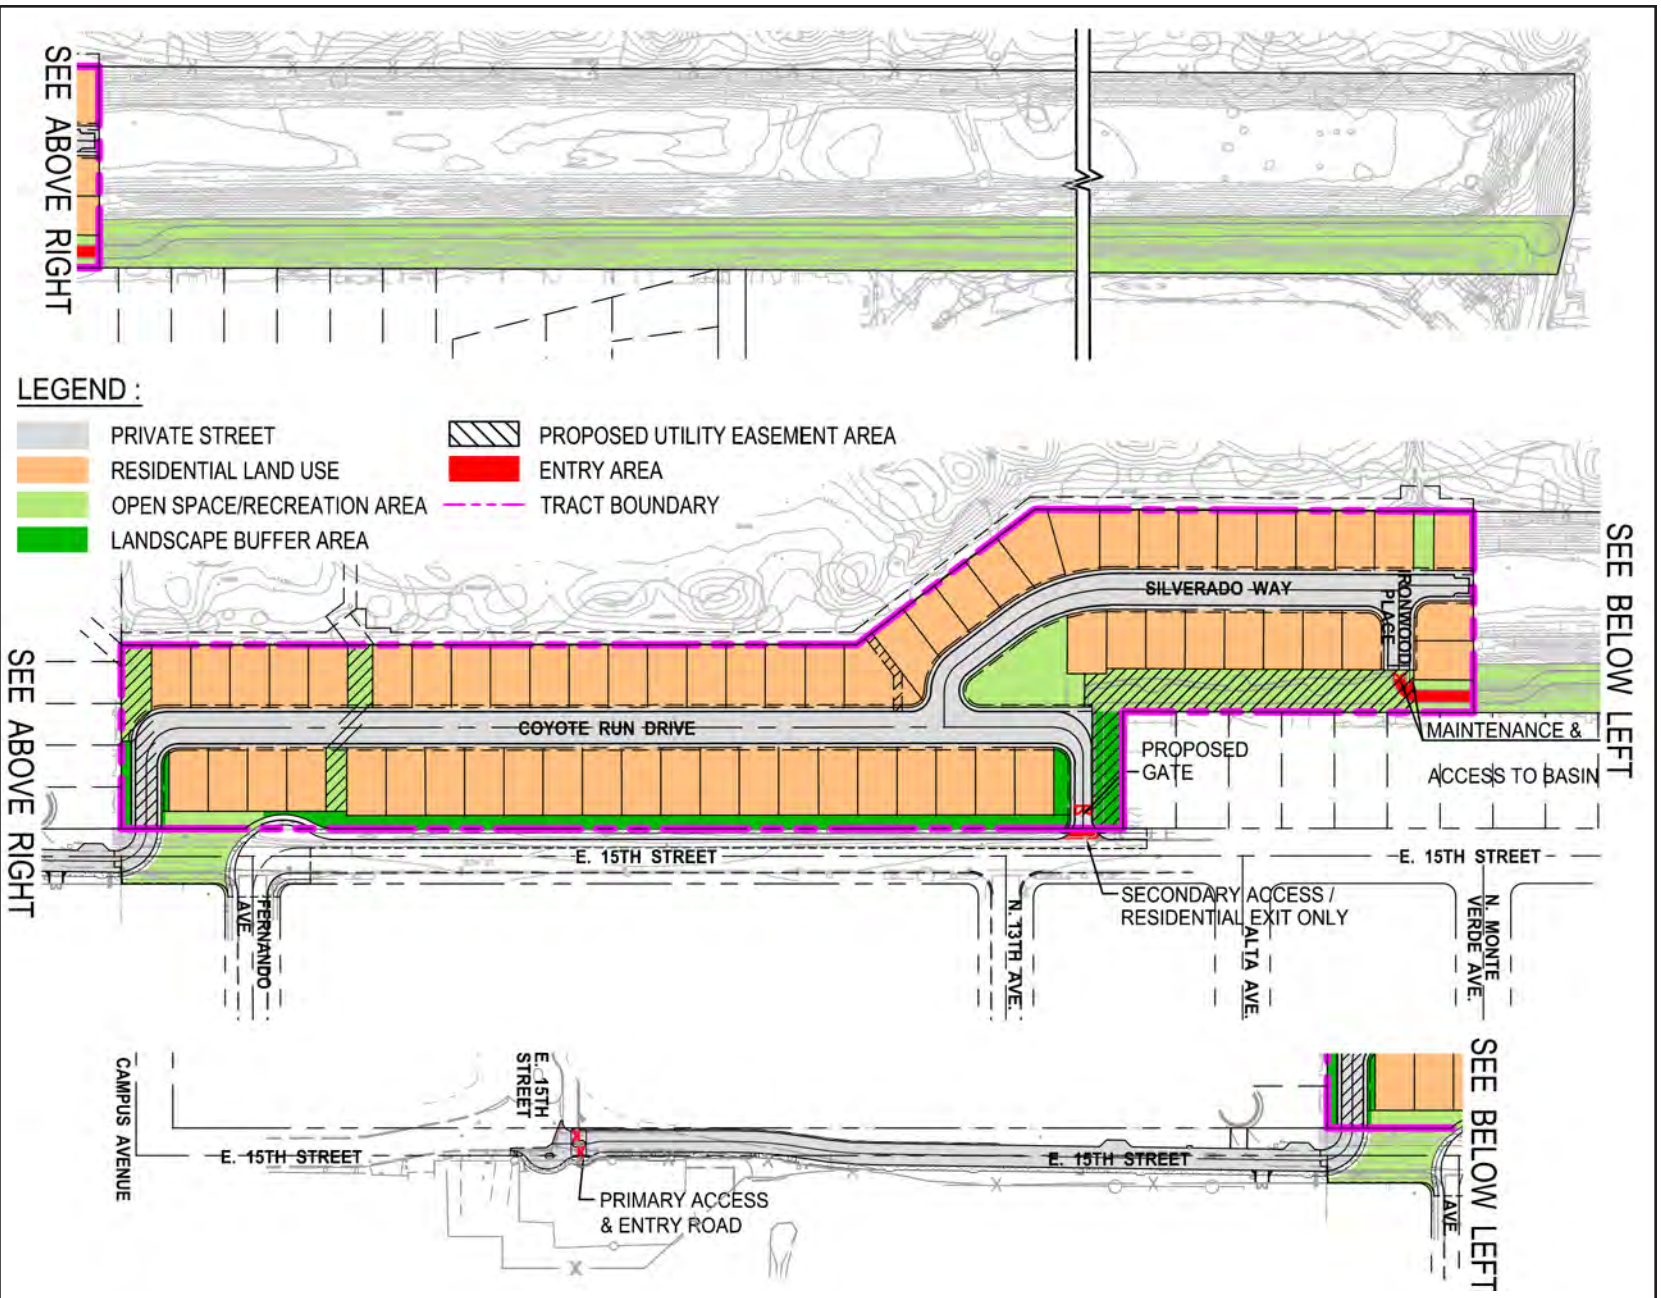 SEE ABOVE RIGHT
LEGEND :
PRIVATE STREET
RESIDENTIAL LAND USE
OPEN SPACE/RECREATION AREA
LANDSCAPE BUFFER AREA
PROPOSED UTILITY EASEMENT AREA
ENTRY AREA
TRACT BOUNDARY
SEE BELOW LEFT
SILVERADO WAY
IRONWOOD
PLACE
SEE ABOVE RIGHT
COYOTE RUN DRIVE
PROPOSED
GATE
MAINTENANCE &
ACCESS TO BASIN
E. 15TH STREET
E. 15TH STREET
SECONDARY ACCESS /
RESIDENTIAL EXIT ONLY
FERNANDO
AVE
N. 13TH AVE.
ALTA AVE.
N. MONTE
VERDE AVE.
CAMPUS AVENUE
E. 15TH
STREET
E. 15TH STREET
E. 15TH STREET
PRIMARY ACCESS
& ENTRY ROAD
AVE
SEE BELOW LEFT